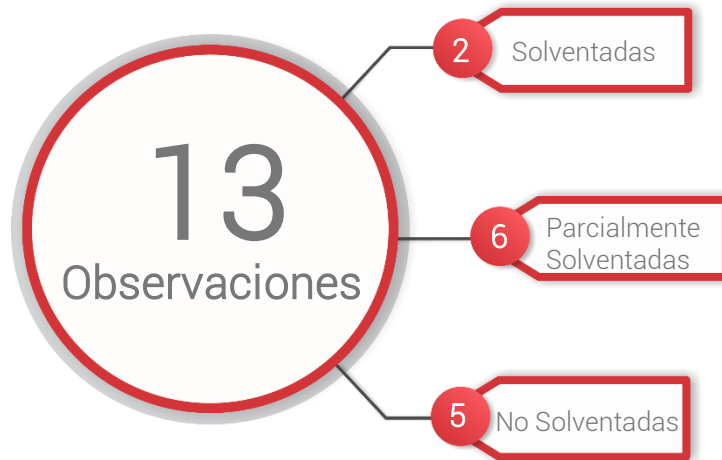 13
Observaciones
2
Solventadas
6
Parcialmente
Solventadas
5
No Solventadas